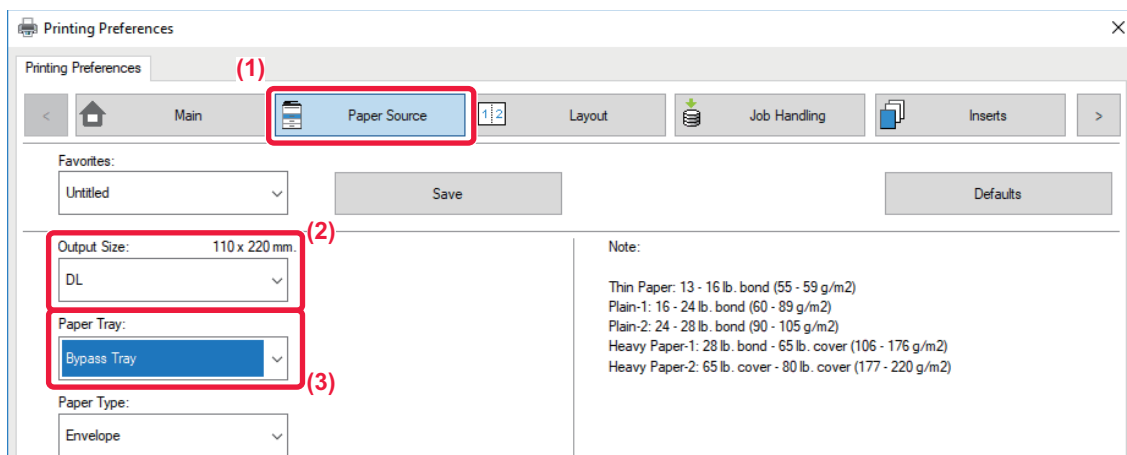 Printing Preferences
Printing Preferences
(1)
< Main Paper Source 1 2 Layout Job Handling Inserts >
Favorites:
Untitled Save Defaults
(2)
Output Size: 110 x 220 mm.
DL
Paper Tray:
Bypass Tray
(3)
Paper Type:
Envelope
Note:
Thin Paper: 13 - 16 lb. bond (55 - 59 g/m2)
Plain-1: 16 - 24 lb. bond (60 - 89 g/m2)
Plain-2: 24 - 28 lb. bond (90 - 105 g/m2)
Heavy Paper-1: 28 lb. bond - 65 lb. cover (106 - 176 g/m2)
Heavy Paper-2: 65 lb. cover - 80 lb. cover (177 - 220 g/m2)